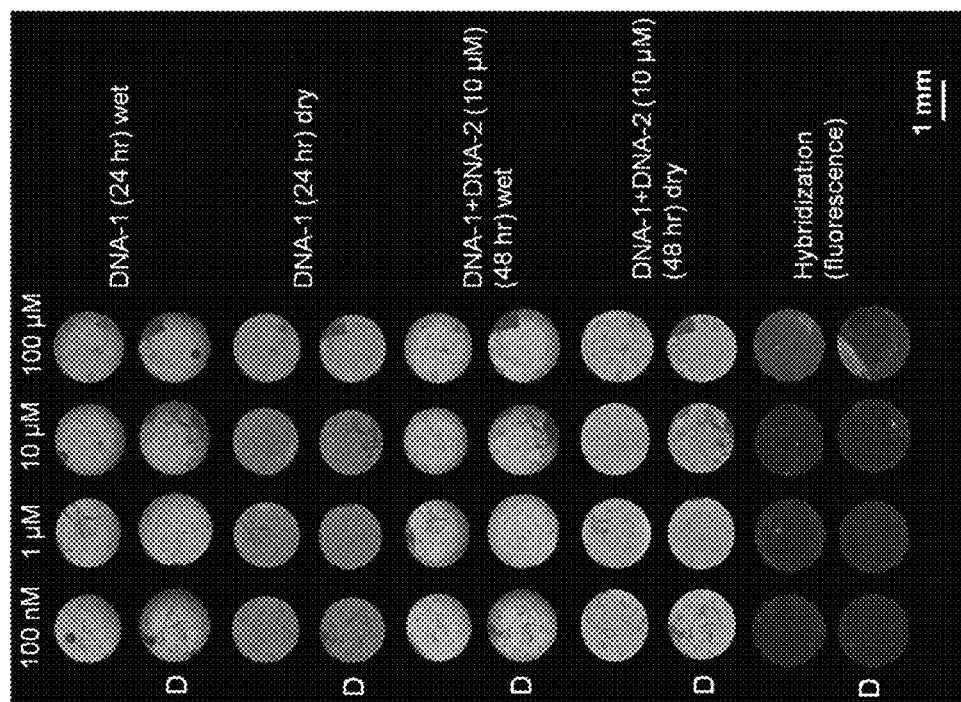 100 nM 1 µM 10 µM 100 µM
DNA-1 (24 hr) wet
D
DNA-1 (24 hr) dry
D
DNA-1+DNA-2 (10 µM)
(48 hr) wet
D
DNA-1+DNA-2 (10 µM)
(48 hr) dry
D
Hybridization
(fluorescence)
D
1 mm